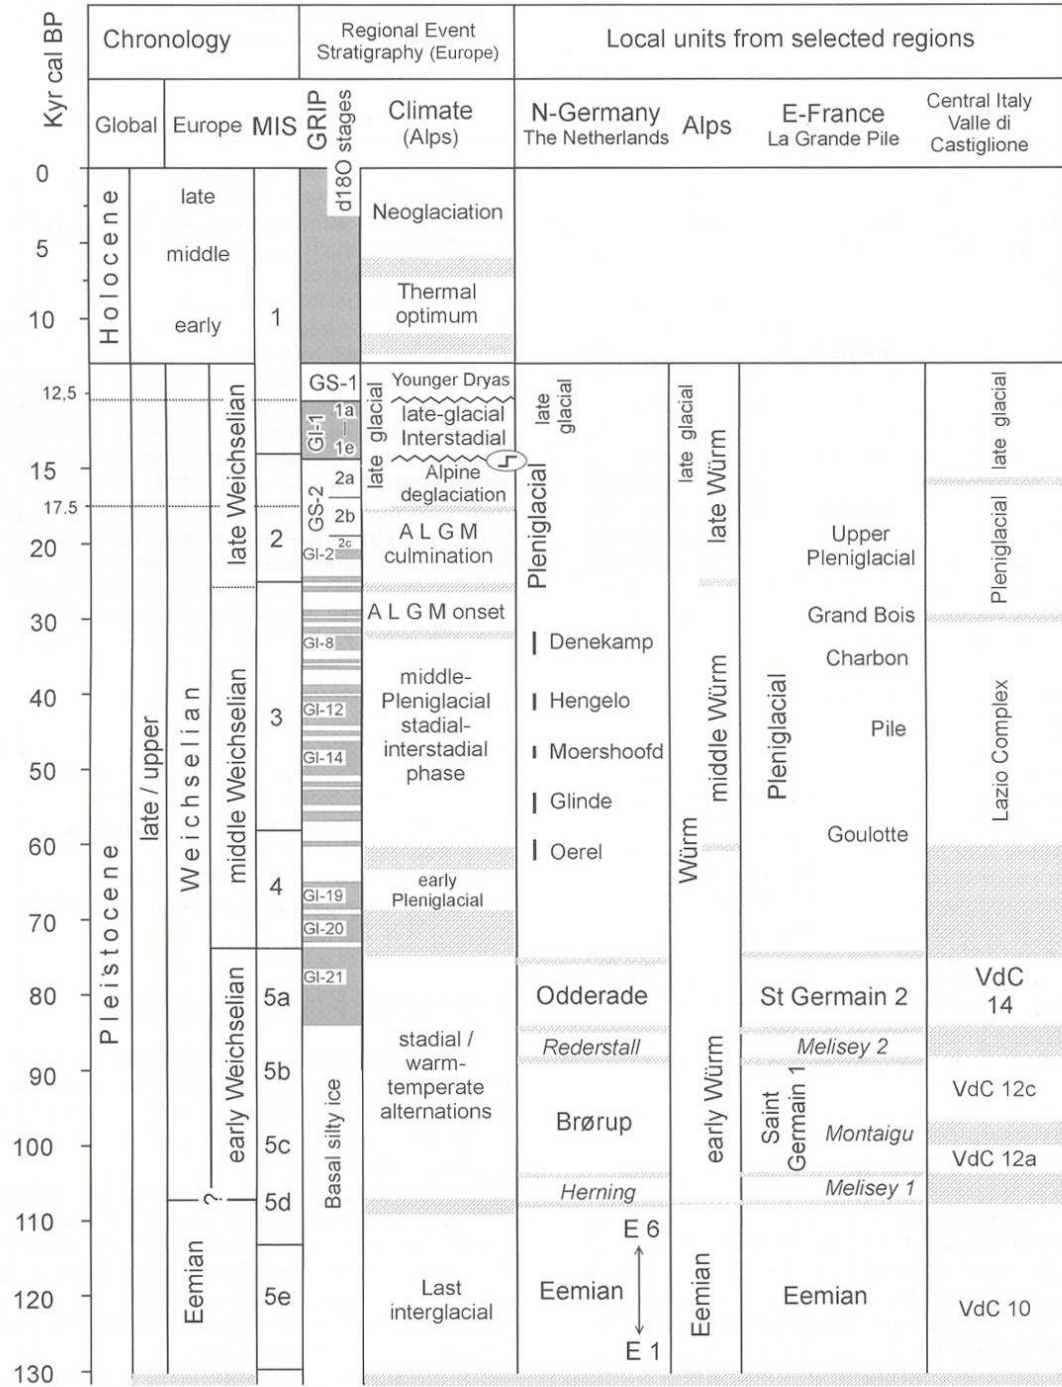 Kyr cal BP
Chronology
Regional Event
Stratigraphy (Europe)
Local units from selected regions
Global
Europe
MIS
GRIP
d18O stages
Climate
(Alps)
N-Germany
The Netherlands
Alps
E-France
La Grande Pile
Central Italy
Valle di
Castiglione
0
5
10
12,5
15
17.5
20
30
40
50
60
70
80
90
100
110
120
130
Holocene
Pleistocene
late / upper
late
middle
early
Weichselian
Eemian
late Weichselian
middle Weichselian
early Weichselian
?
1
2
3
4
5a
5b
5c
5d
5e
GS-1
GI-1
1a
1e
GS-2
2a
2b
2c
GI-2
GI-8
GI-12
GI-14
GI-19
GI-20
GI-21
Basal silty ice
Neoglaciation
Thermal
optimum
late glacial
Younger Dryas
late-glacial
Interstadial
Alpine
deglaciation
A L G M
culmination
A L G M onset
middle-
Pleniglacial
stadial-
interstadial
phase
early
Pleniglacial
stadial /
warm-
temperate
alternations
Last
interglacial
late
glacial
Pleniglacial
Denekamp
Hengelo
Moershoofd
Glinde
Oerel
Odderade
Rederstall
Brørup
Herning
E 6
Eemian
E 1
late glacial
late Würm
middle Würm
Würm
early Würm
Eemian
Upper
Pleniglacial
Grand Bois
Charbon
Pleniglacial
Pile
Goulotte
St Germain 2
Melisey 2
Saint
Germain 1
Montaigu
Melisey 1
Eemian
late glacial
Pleniglacial
Lazio Complex
VdC
14
VdC 12c
VdC 12a
VdC 10